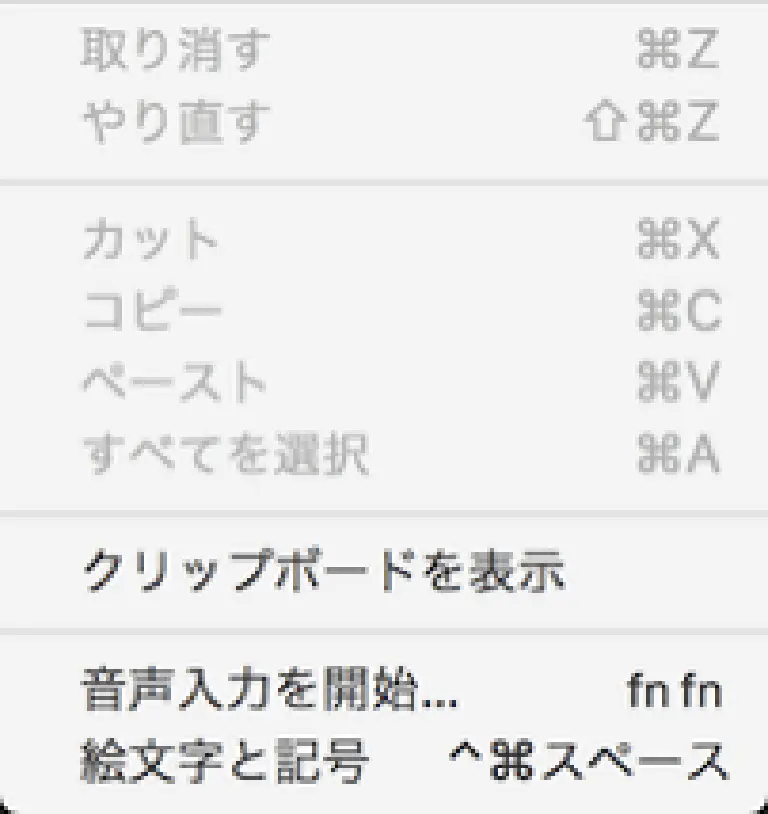 取り消す ⌘Z
やり直す ⇧⌘Z
カット ⌘X
コピー ⌘C
ペースト ⌘V
すべてを選択 ⌘A
クリップボードを表示
音声入力を開始... fn fn
絵文字と記号 ^⌘スペース